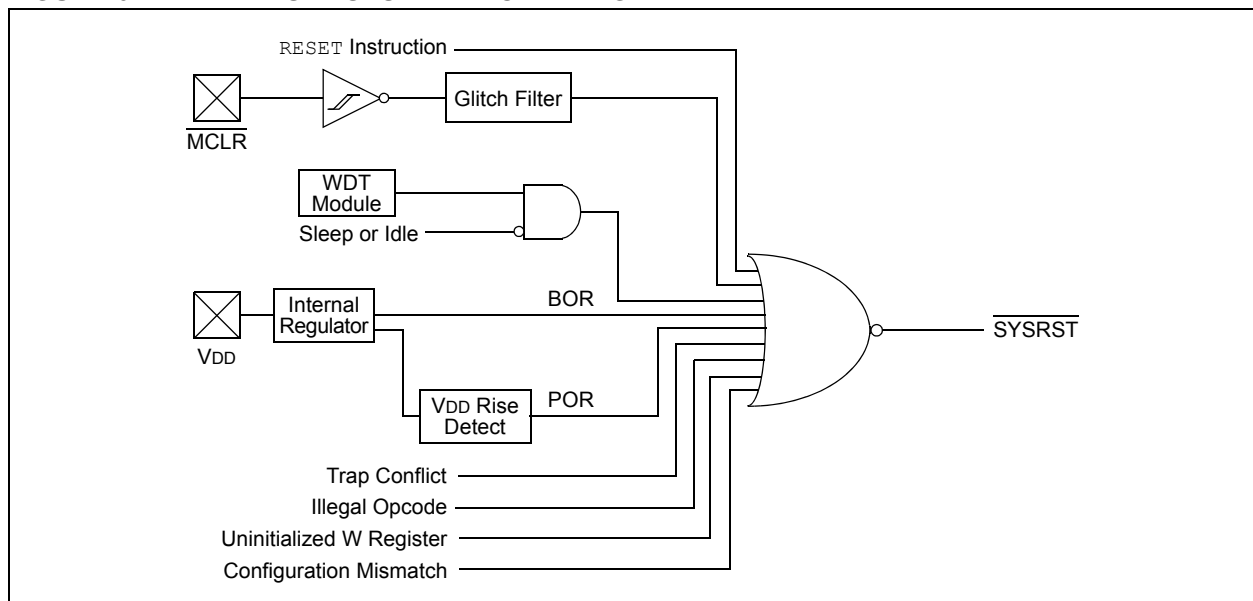 RESET Instruction
Glitch Filter
MCLR
WDT
Module
Sleep or Idle
Internal
Regulator
BOR
SYSRST
VDD
VDD Rise
Detect
POR
Trap Conflict
Illegal Opcode
Uninitialized W Register
Configuration Mismatch